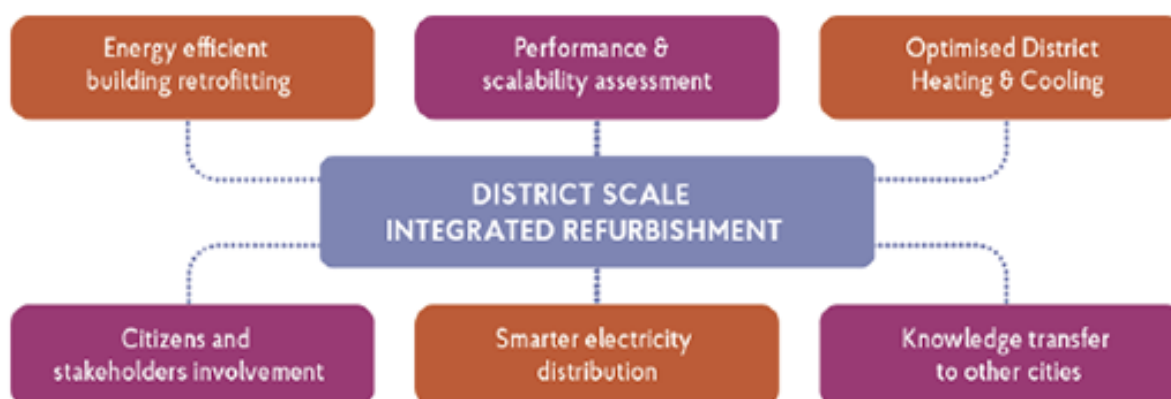 Energy efficient
building retrofitting
Performance &
scalability assessment
Optimised District
Heating & Cooling
DISTRICT SCALE
INTEGRATED REFURBISHMENT
Citizens and
stakeholders involvement
Smarter electricity
distribution
Knowledge transfer
to other cities